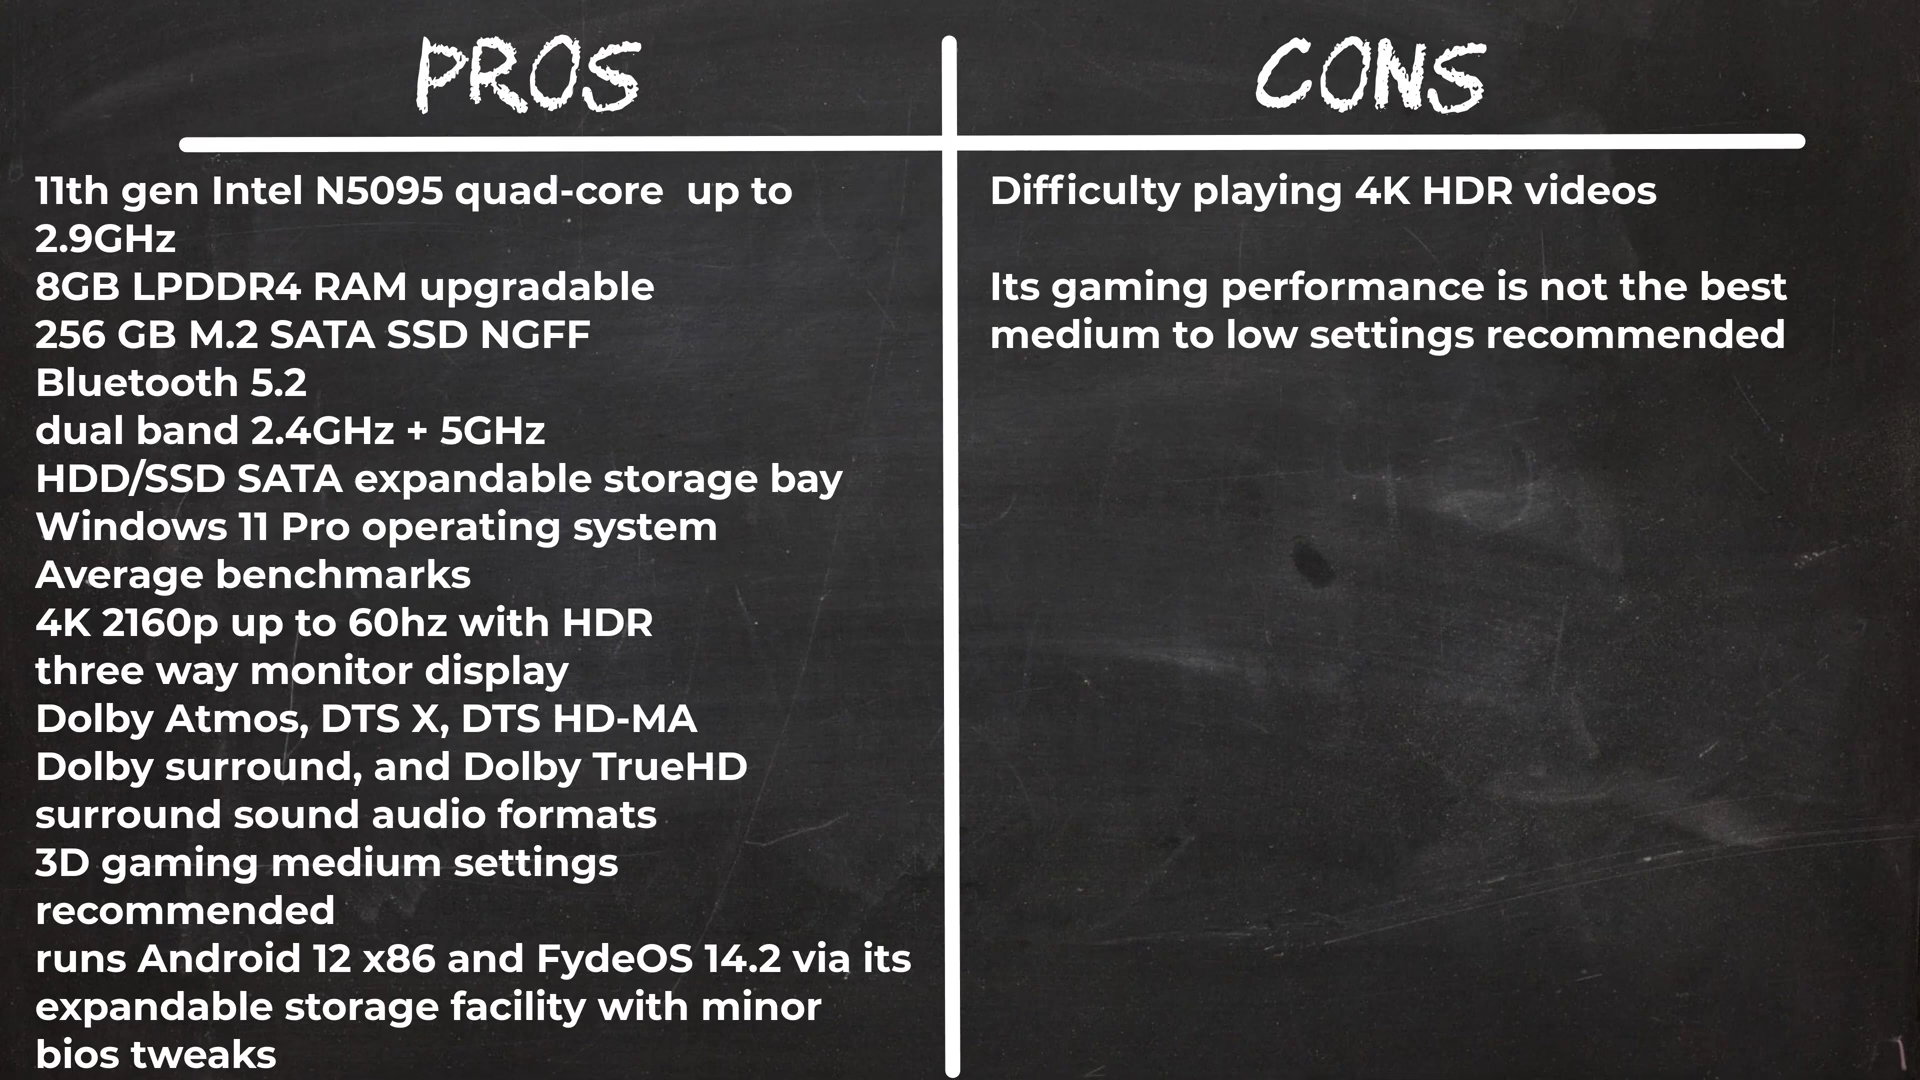 PROS
CONS
11th gen Intel N5095 quad-core  up to
2.9GHz
8GB LPDDR4 RAM upgradable
256 GB M.2 SATA SSD NGFF
Bluetooth 5.2
dual band 2.4GHz + 5GHz
HDD/SSD SATA expandable storage bay
Windows 11 Pro operating system
Average benchmarks
4K 2160p up to 60hz with HDR
three way monitor display
Dolby Atmos, DTS X, DTS HD-MA
Dolby surround, and Dolby TrueHD
surround sound audio formats
3D gaming medium settings
recommended
runs Android 12 x86 and FydeOS 14.2 via its
expandable storage facility with minor
bios tweaks
Difficulty playing 4K HDR videos
Its gaming performance is not the best
medium to low settings recommended